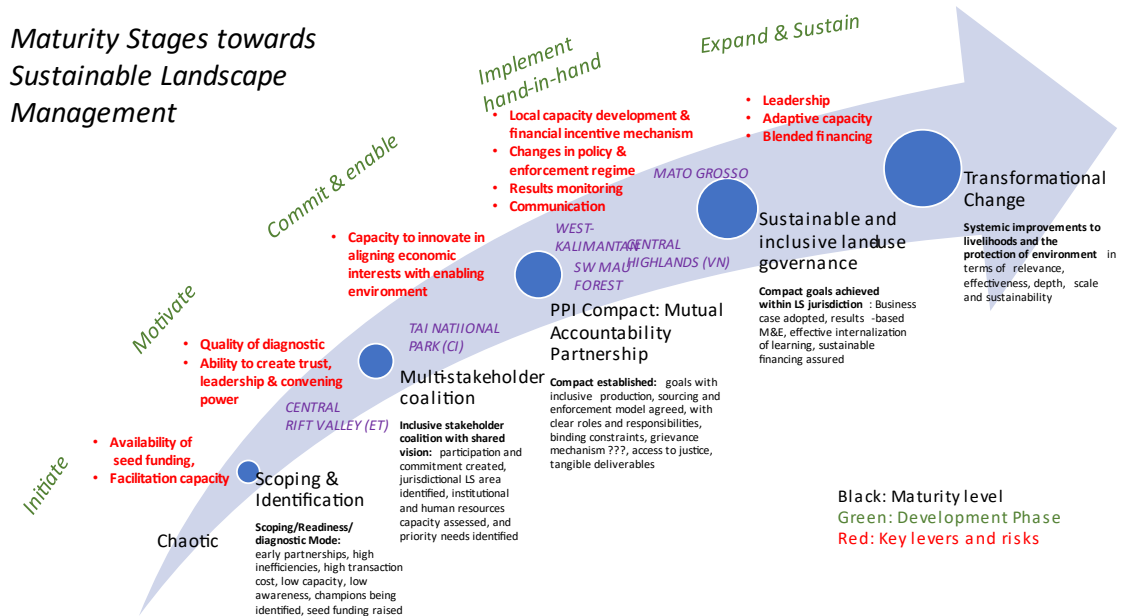 Maturity Stages towards
Sustainable Landscape
Management
Initiate
Motivate
Commit & enable
Implement
hand-in-hand
Expand & Sustain
• Availability of
seed funding,
• Facilitation capacity
• Quality of diagnostic
• Ability to create trust,
leadership & convening
power
• Capacity to innovate in
aligning economic
interests with enabling
environment
• Local capacity development &
financial incentive mechanism
• Changes in policy &
enforcement regime
• Results monitoring
• Communication
• Leadership
• Adaptive capacity
• Blended financing
CENTRAL
RIFT VALLEY (ET)
TAI NATIIONAL
PARK (CI)
WEST-
KALIMANTAN
SW MAU
FOREST
CENTRAL
HIGHLANDS (VN)
MATO GROSSO
Chaotic
Scoping &
Identification
Scoping/Readiness/
diagnostic Mode:
early partnerships, high
inefficiencies, high transaction
cost, low capacity, low
awareness, champions being
identified, seed funding raised
Multi-stakeholder
coalition
Inclusive stakeholder
coalition with shared
vision: participation and
commitment created,
jurisdictional LS area
identified, institutional
and human resources
capacity assessed, and
priority needs identified
PPI Compact: Mutual
Accountability
Partnership
Compact established: goals with
inclusive production, sourcing and
enforcement model agreed, with
clear roles and responsibilities,
binding constraints, grievance
mechanism ???, access to justice,
tangible deliverables
Sustainable and
inclusive landuse
governance
Compact goals achieved
within LS jurisdiction : Business
case adopted, results -based
M&E, effective internalization
of learning, sustainable
financing assured
Transformational
Change
Systemic improvements to
livelihoods and the
protection of environment in
terms of relevance,
effectiveness, depth, scale
and sustainability
Black: Maturity level
Green: Development Phase
Red: Key levers and risks